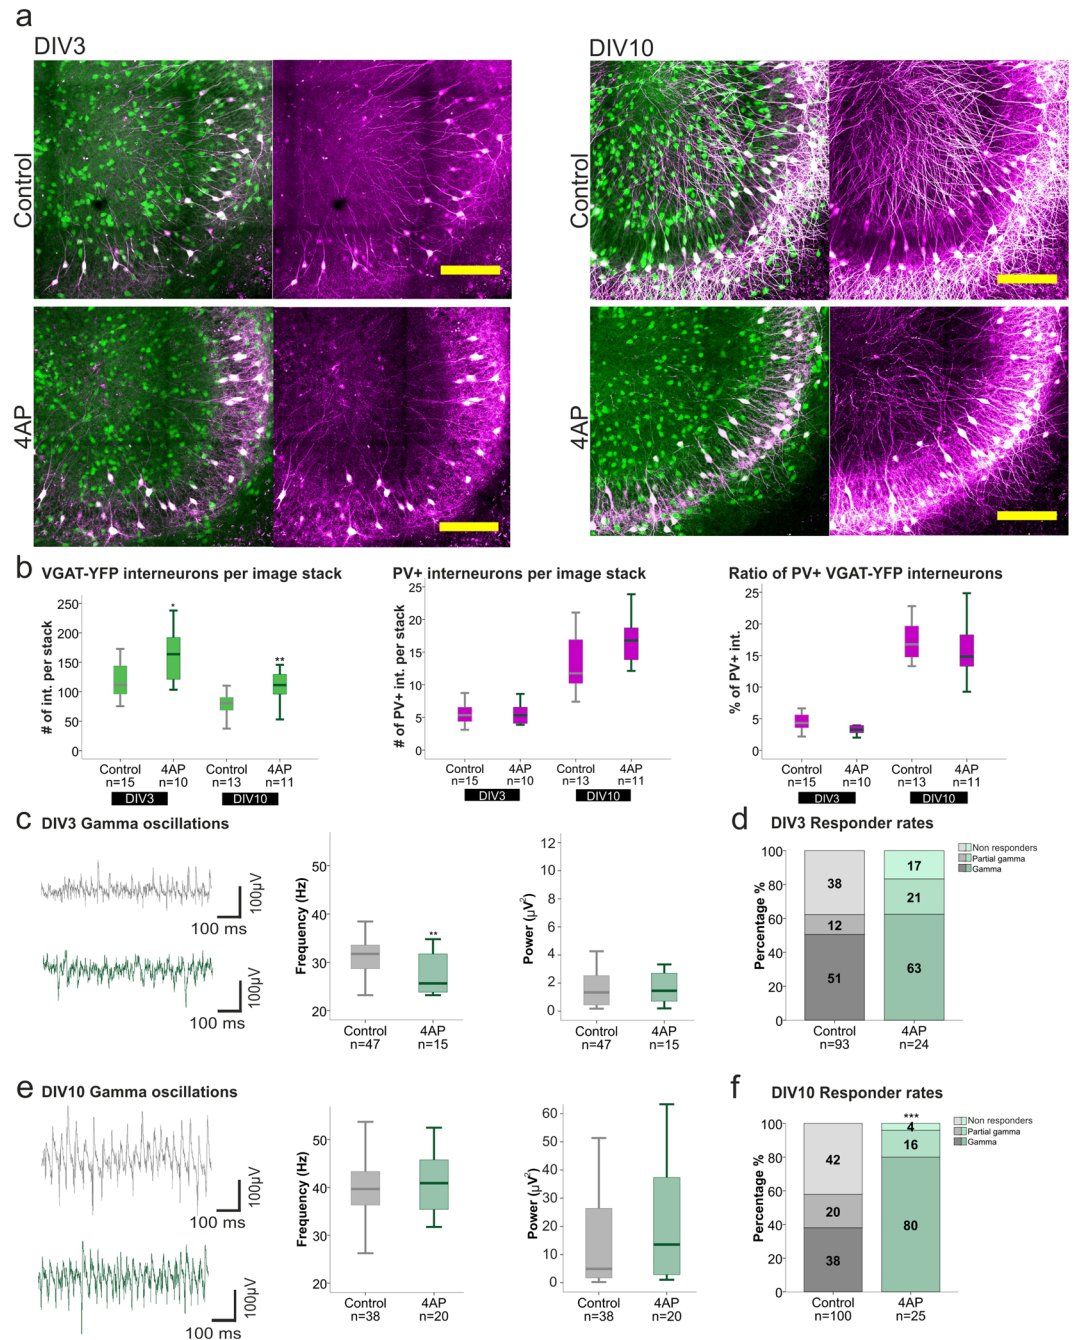 a
DIV3
DIV10
Control
Control
4AP
4AP
b
VGAT-YFP interneurons per image stack
# of int. per stack
250
200
150
100
50
0
*
**
Control
n=15
4AP
n=10
Control
n=13
4AP
n=11
DIV3
DIV10
PV+ interneurons per image stack
# of PV+ int. per stack
25
20
15
10
5
0
Control
n=15
4AP
n=10
Control
n=13
4AP
n=11
DIV3
DIV10
Ratio of PV+ VGAT-YFP interneurons
% of PV+ int.
25
20
15
10
5
0
Control
n=15
4AP
n=10
Control
n=13
4AP
n=11
DIV3
DIV10
c
DIV3 Gamma oscillations
100µV
100 ms
100µV
100 ms
Frequency (Hz)
50
40
30
20
**
Control
n=47
4AP
n=15
Power (µV²)
12
10
8
6
4
2
0
Control
n=47
4AP
n=15
d
DIV3 Responder rates
Percentage %
100
80
60
40
20
0
38
12
51
17
21
63
Control
n=93
4AP
n=24
Non responders
Partial gamma
Gamma
e
DIV10 Gamma oscillations
100µV
100 ms
100µV
100 ms
Frequency (Hz)
50
40
30
20
Control
n=38
4AP
n=20
Power (µV²)
60
50
40
30
20
10
0
Control
n=38
4AP
n=20
f
DIV10 Responder rates
Percentage %
100
80
60
40
20
0
42
20
38
***
4
16
80
Control
n=100
4AP
n=25
Non responders
Partial gamma
Gamma